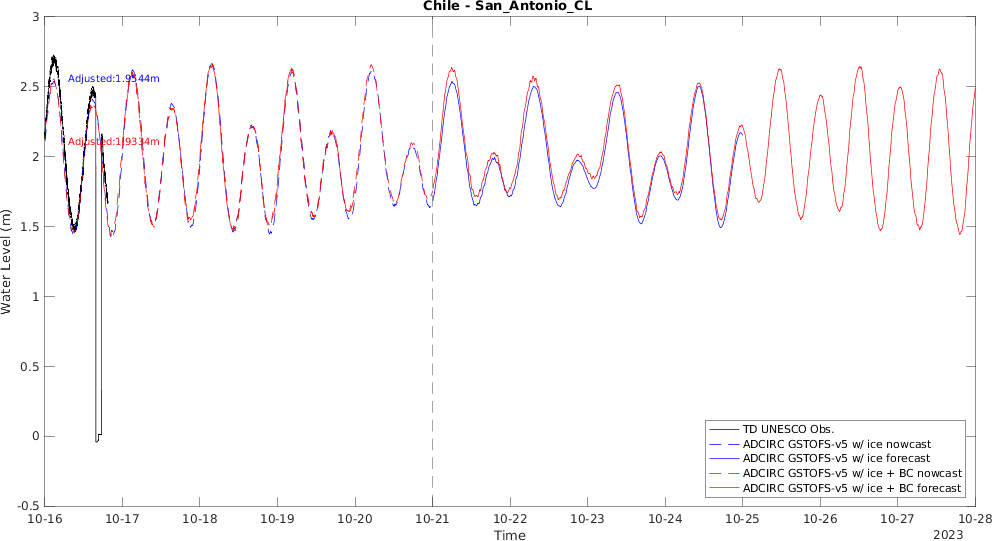 Chile - San_Antonio_CL
3
2.5
2
1.5
1
0.5
0
-0.5
Water Level (m)
Adjusted:1.9544m
Adjusted:1.9334m
TD UNESCO Obs.
ADCIRC GSTOFS-v5 w/ ice nowcast
ADCIRC GSTOFS-v5 w/ ice forecast
ADCIRC GSTOFS-v5 w/ ice + BC nowcast
ADCIRC GSTOFS-v5 w/ ice + BC forecast
10-16 10-17 10-18 10-19 10-20 10-21 10-22 10-23 10-24 10-25 10-26 10-27 10-28
Time
2023